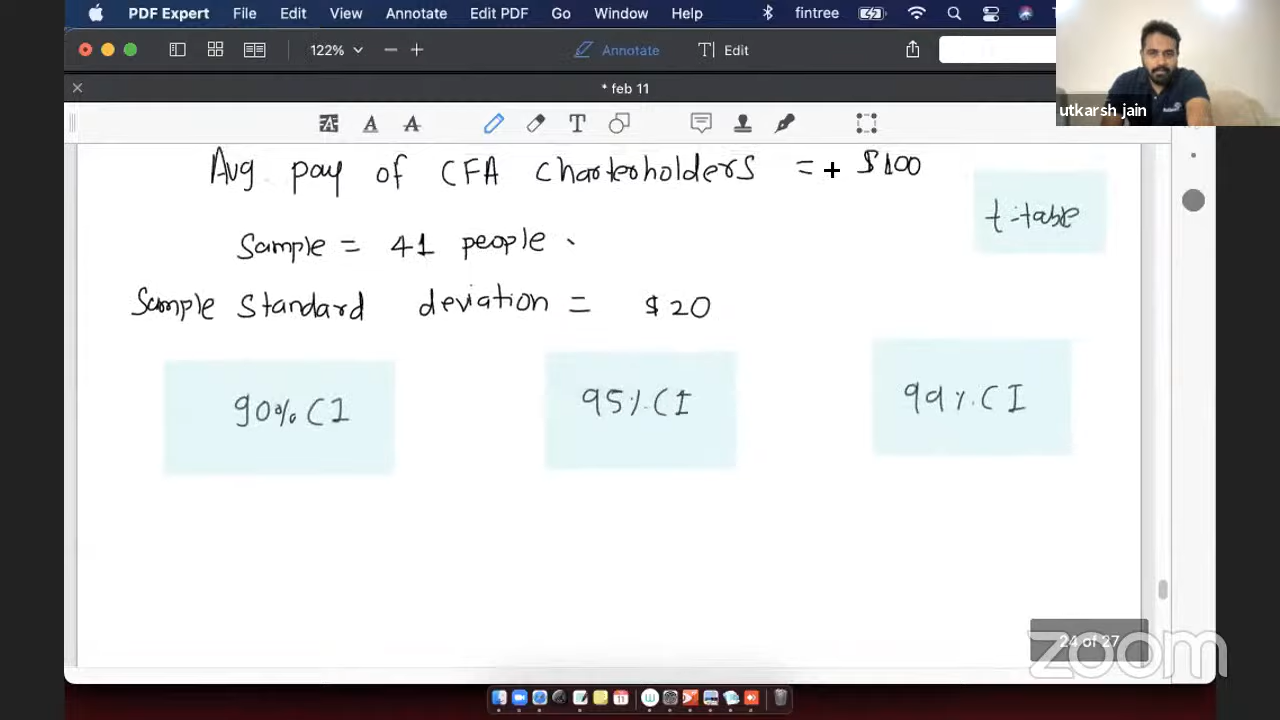 PDF Expert File Edit View Annotate Edit PDF Go Window Help fintree
122% Annotate T| Edit
utkarsh jain
* feb 11
Avg pay of CFA charterholders = $100
t-table
Sample = 41 people
Sample standard deviation = $20
90% CI 95% CI 99% CI
24 of 27
zoom